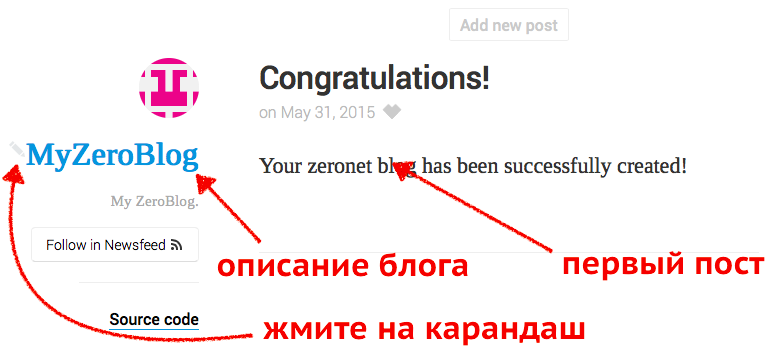 Add new post
Congratulations!
on May 31, 2015
MyZeroBlog
Your zeronet blog has been successfully created!
My ZeroBlog.
Follow in Newsfeed
описание блога
первый пост
Source code
жмите на карандаш